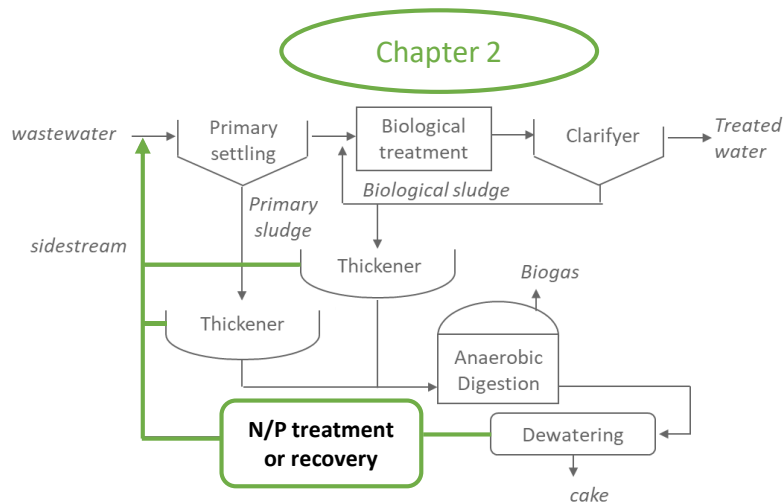 Chapter 2
wastewater
Primary
settling
Biological
treatment
Clarifyer
Treated
water
Biological sludge
Primary
sludge
sidestream
Thickener
Biogas
Thickener
Anaerobic
Digestion
N/P treatment
or recovery
Dewatering
cake